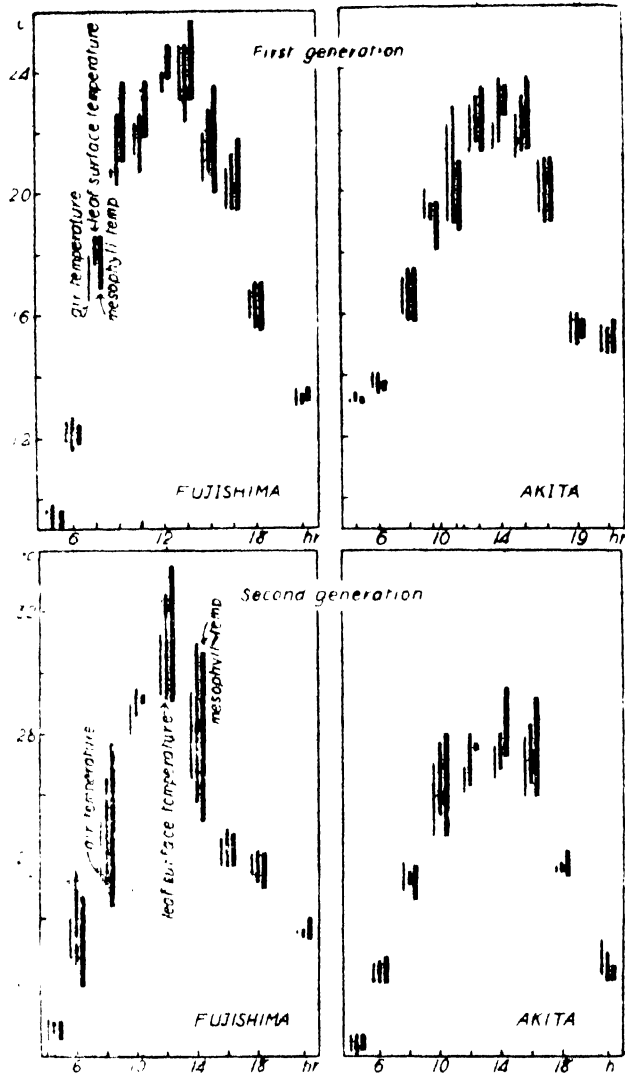 First generation
24
20
16
12
air temperature
leaf surface temperature
mesophyll temp
FUJISHIMA
6 12 18 hr
AKITA
6 10 14 19 hr
Second generation
°c
28
air temperature
leaf surface temperature
mesophyll temp
FUJISHIMA
6 10 14 18 hr
AKITA
6 10 14 18 h